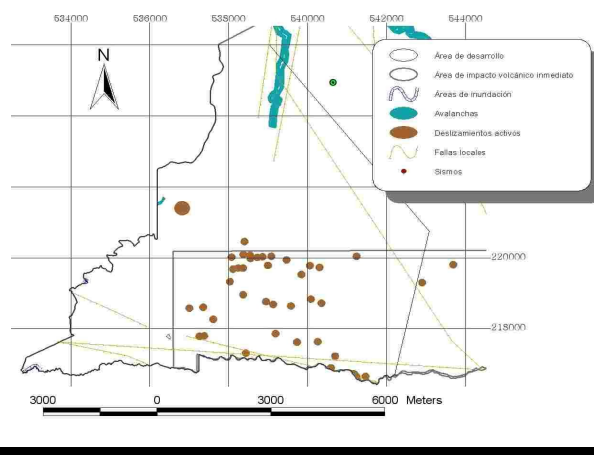 534000 536000 538000 540000 542000 544000
N
Área de desarrollo
Área de impacto volcánico inmediato
Áreas de inundación
Avalanchas
Deslizamientos activos
Fallas locales
Sismos
220000
218000
3000 0 3000 6000 Meters